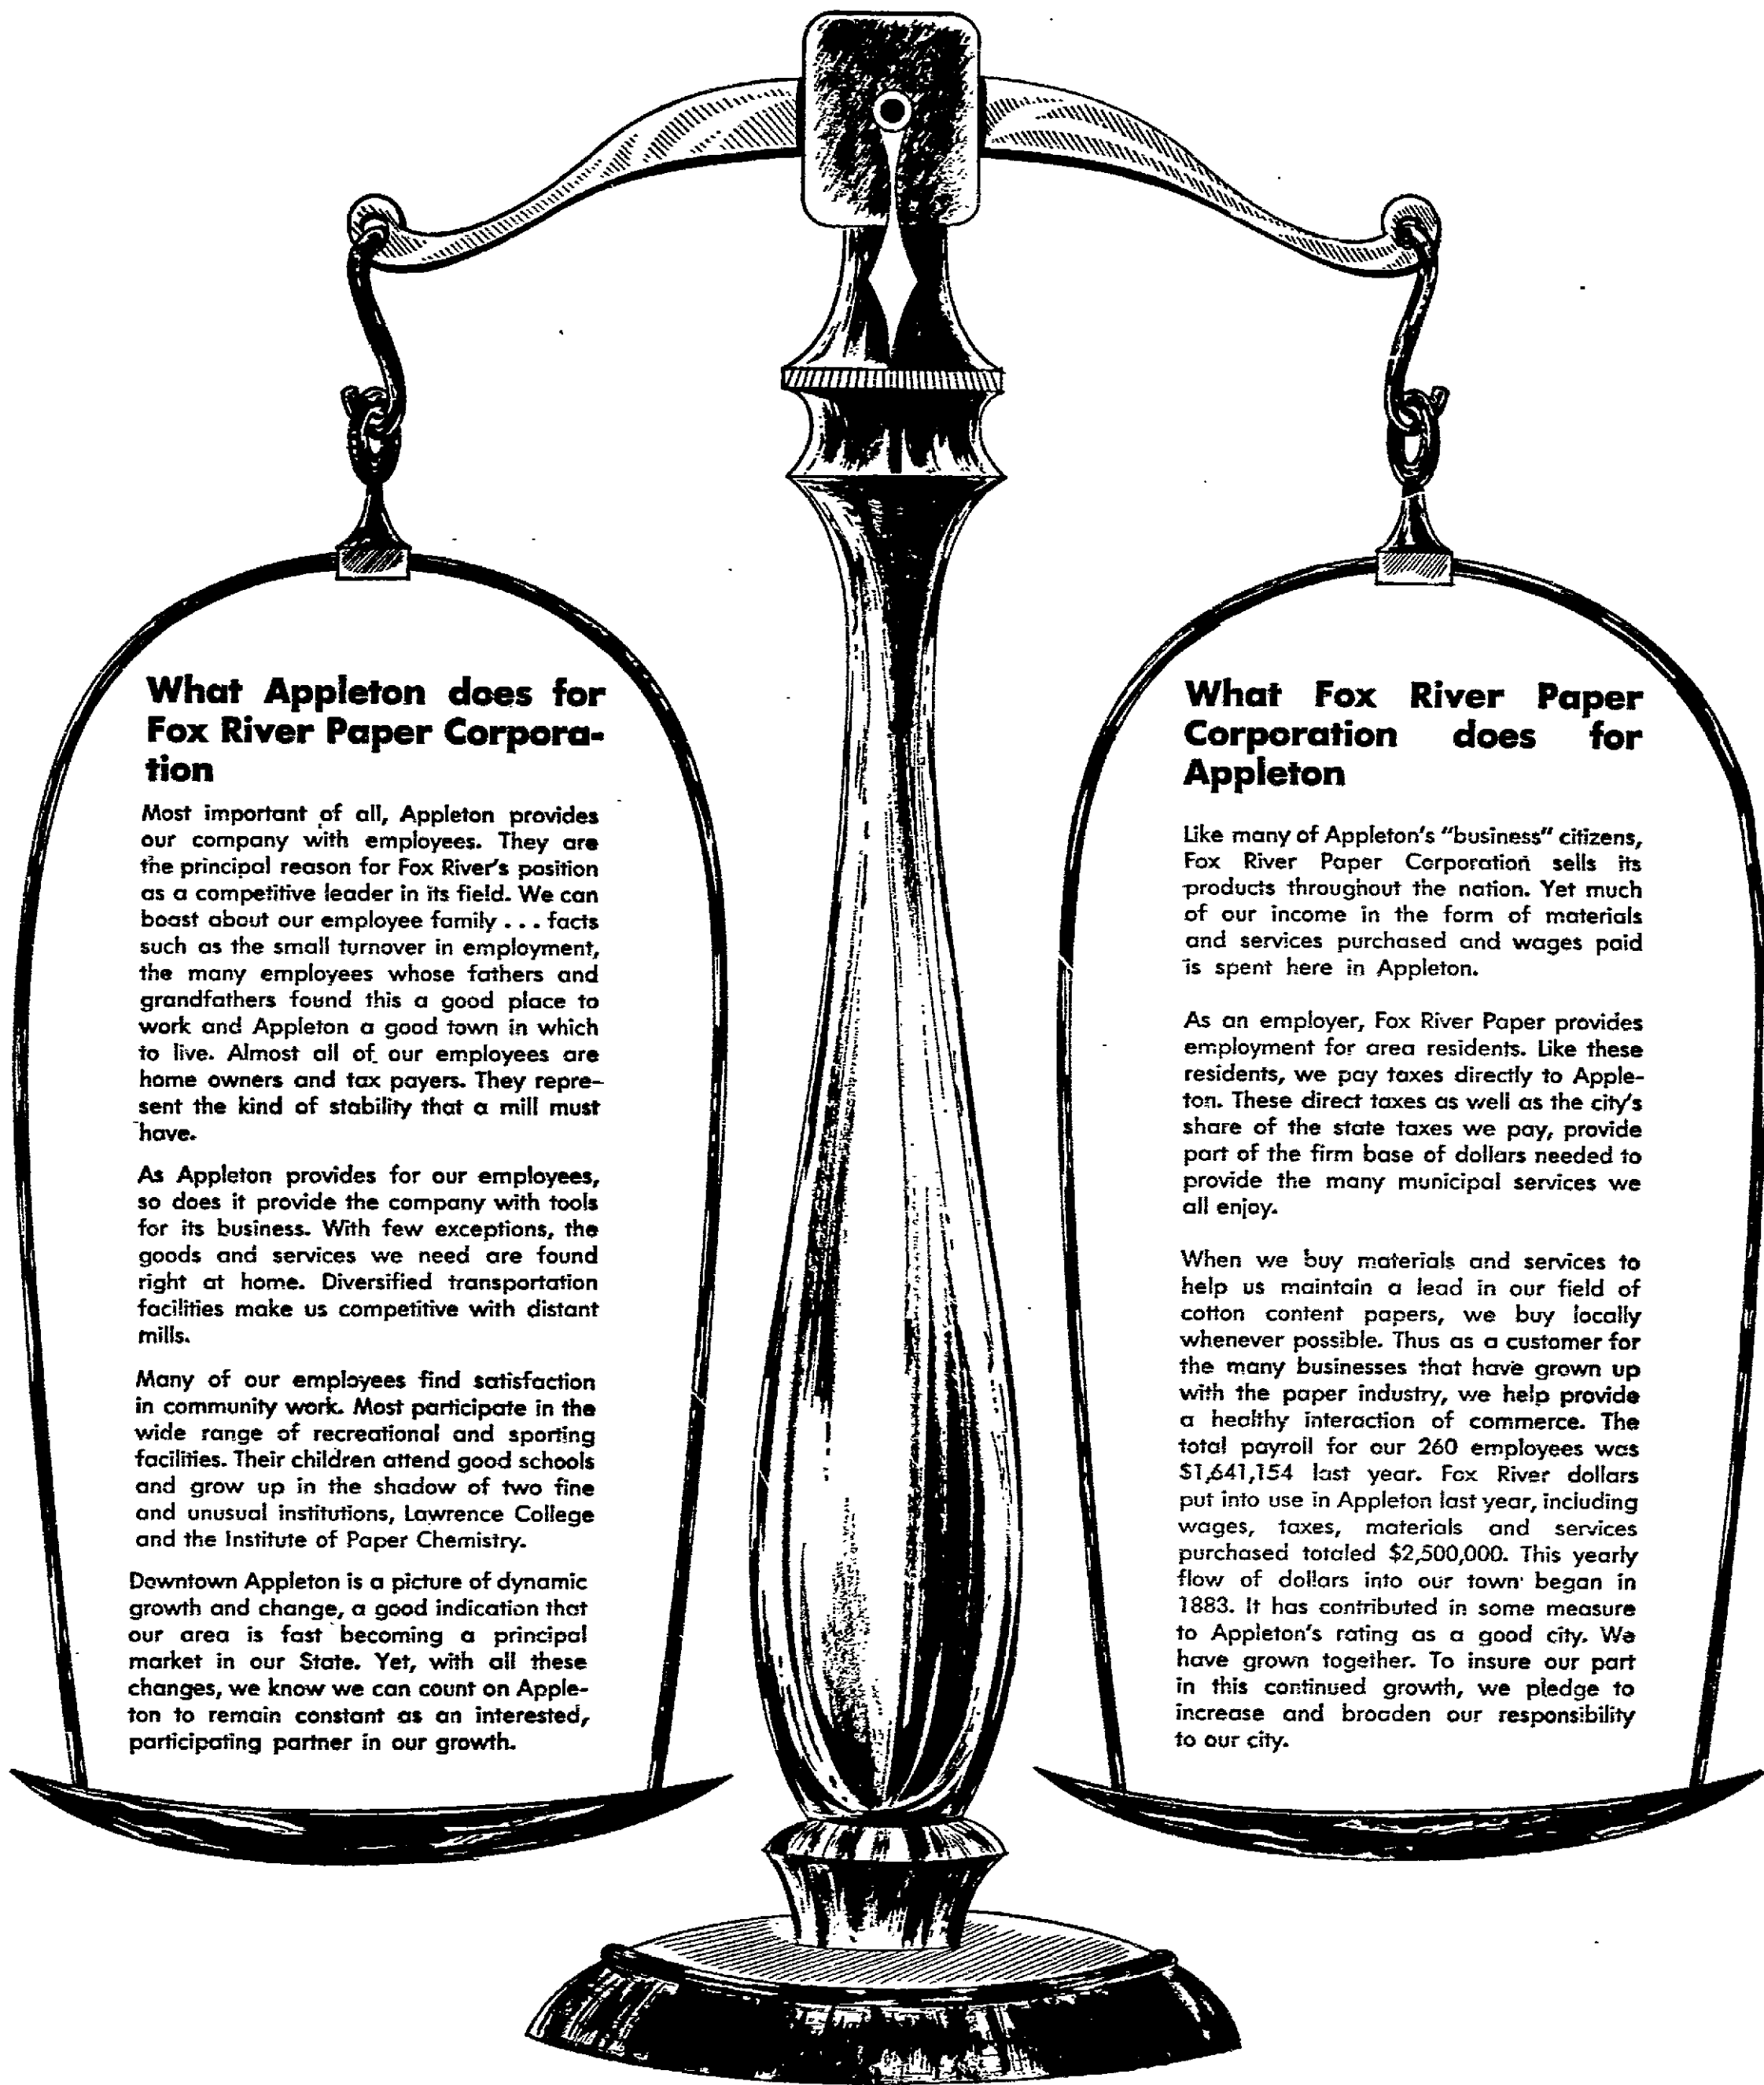 What Appleton does for
Fox River Paper Corpora-
tion
Most important of all, Appleton provides
our company with employees. They are
the principal reason for Fox River's position
as a competitive leader in its field. We can
boast about our employee family . . . facts
such as the small turnover in employment,
the many employees whose fathers and
grandfathers found this a good place to
work and Appleton a good town in which
to live. Almost all of our employees are
home owners and tax payers. They repre-
sent the kind of stability that a mill must
have.
As Appleton provides for our employees,
so does it provide the company with tools
for its business. With few exceptions, the
goods and services we need are found
right at home. Diversified transportation
facilities make us competitive with distant
mills.
Many of our employees find satisfaction
in community work. Most participate in the
wide range of recreational and sporting
facilities. Their children attend good schools
and grow up in the shadow of two fine
and unusual institutions, Lawrence College
and the Institute of Paper Chemistry.
Downtown Appleton is a picture of dynamic
growth and change, a good indication that
our area is fast becoming a principal
market in our State. Yet, with all these
changes, we know we can count on Apple-
ton to remain constant as an interested,
participating partner in our growth.
What Fox River Paper
Corporation does for
Appleton
Like many of Appleton's "business" citizens,
Fox River Paper Corporation sells its
products throughout the nation. Yet much
of our income in the form of materials
and services purchased and wages paid
is spent here in Appleton.
As an employer, Fox River Paper provides
employment for area residents. Like these
residents, we pay taxes directly to Apple-
ton. These direct taxes as well as the city's
share of the state taxes we pay, provide
part of the firm base of dollars needed to
provide the many municipal services we
all enjoy.
When we buy materials and services to
help us maintain a lead in our field of
cotton content papers, we buy locally
whenever possible. Thus as a customer for
the many businesses that have grown up
with the paper industry, we help provide
a healthy interaction of commerce. The
total payroll for our 260 employees was
$1,641,154 last year. Fox River dollars
put into use in Appleton last year, including
wages, taxes, materials and services
purchased totaled $2,500,000. This yearly
flow of dollars into our town began in
1883. It has contributed in some measure
to Appleton's rating as a good city. We
have grown together. To insure our part
in this continued growth, we pledge to
increase and broaden our responsibility
to our city.